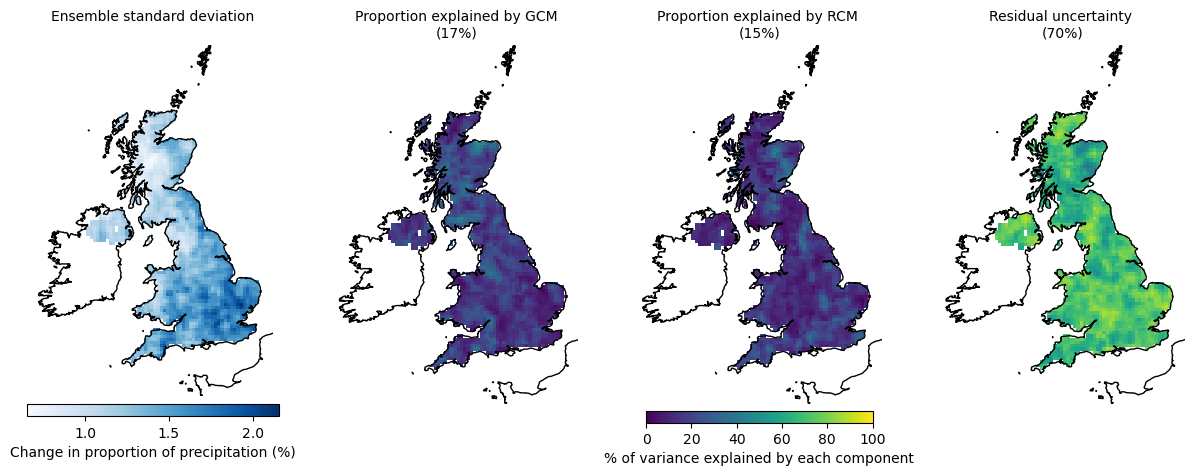 Ensemble standard deviation
Proportion explained by GCM
(17%)
Proportion explained by RCM
(15%)
Residual uncertainty
(70%)
1.0 1.5 2.0
Change in proportion of precipitation (%)
0 20 40 60 80 100
% of variance explained by each component